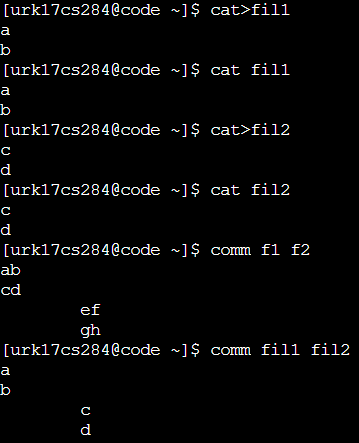 [urk17cs284@code ~]$ cat>fil1
a
b
[urk17cs284@code ~]$ cat fil1
a
b
[urk17cs284@code ~]$ cat>fil2
c
d
[urk17cs284@code ~]$ cat fil2
c
d
[urk17cs284@code ~]$ comm f1 f2
ab
cd
        ef
        gh
[urk17cs284@code ~]$ comm fil1 fil2
a
b
        c
        d